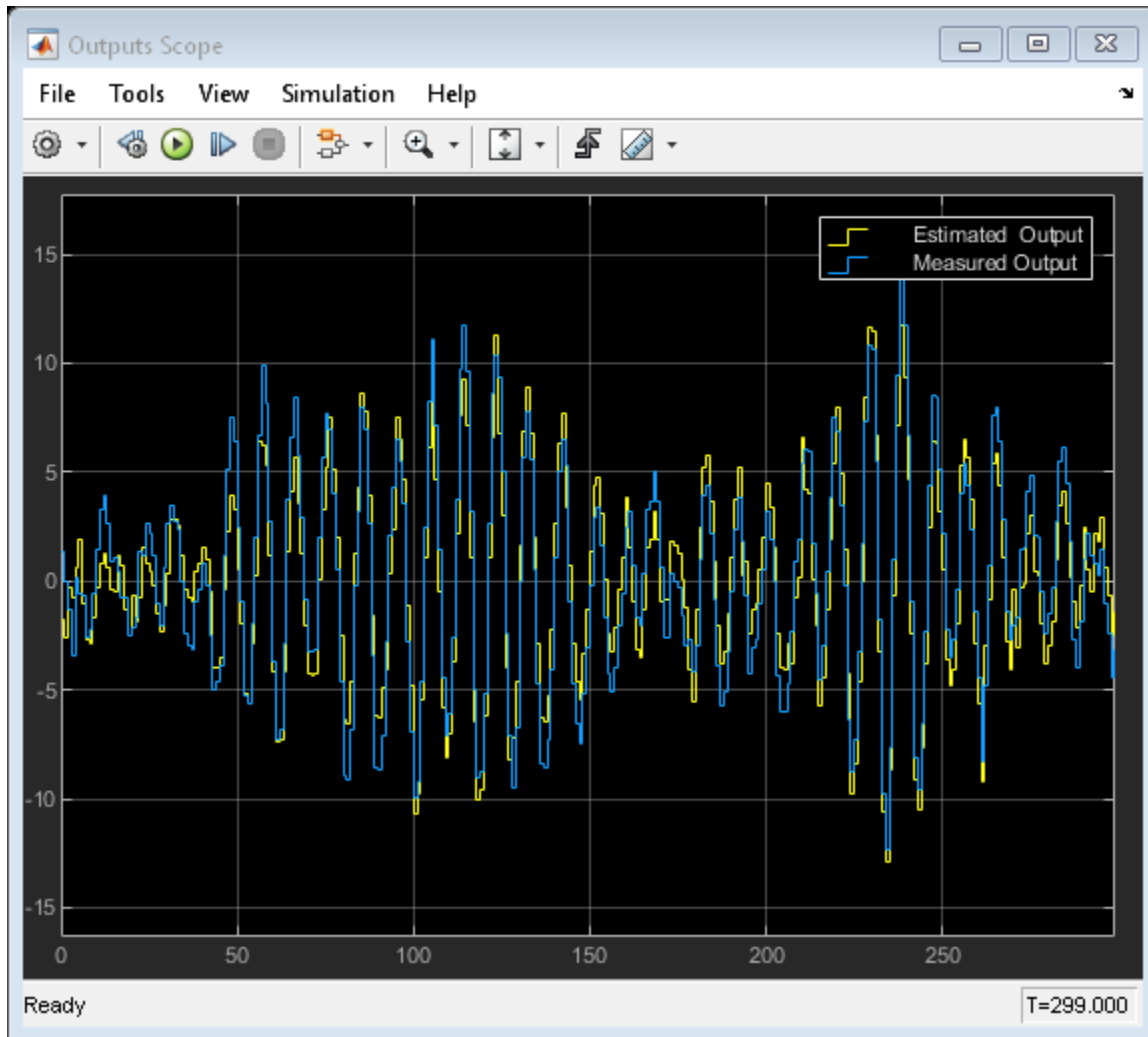 Outputs Scope
File Tools View Simulation Help
Estimated Output
Measured Output
15
10
5
0
-5
-10
-15
0 50 100 150 200 250
Ready T=299.000